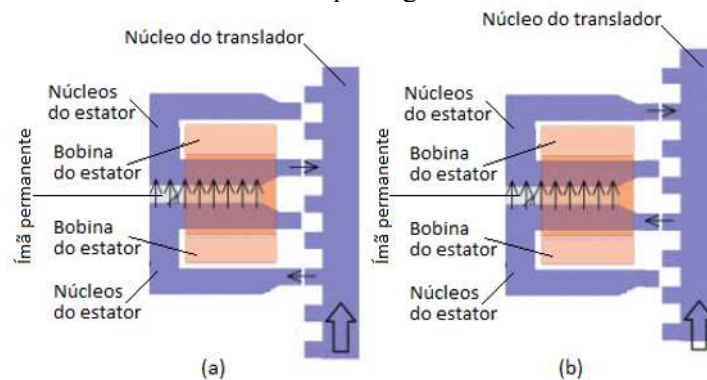 Núcleo do translador
Núcleos
do estator
Bobina
do estator
Ímã permanente
Bobina
do estator
Núcleos
do estator
(a)
Núcleo do translador
Núcleos
do estator
Bobina
do estator
Ímã permanente
Bobina
do estator
Núcleos
do estator
(b)